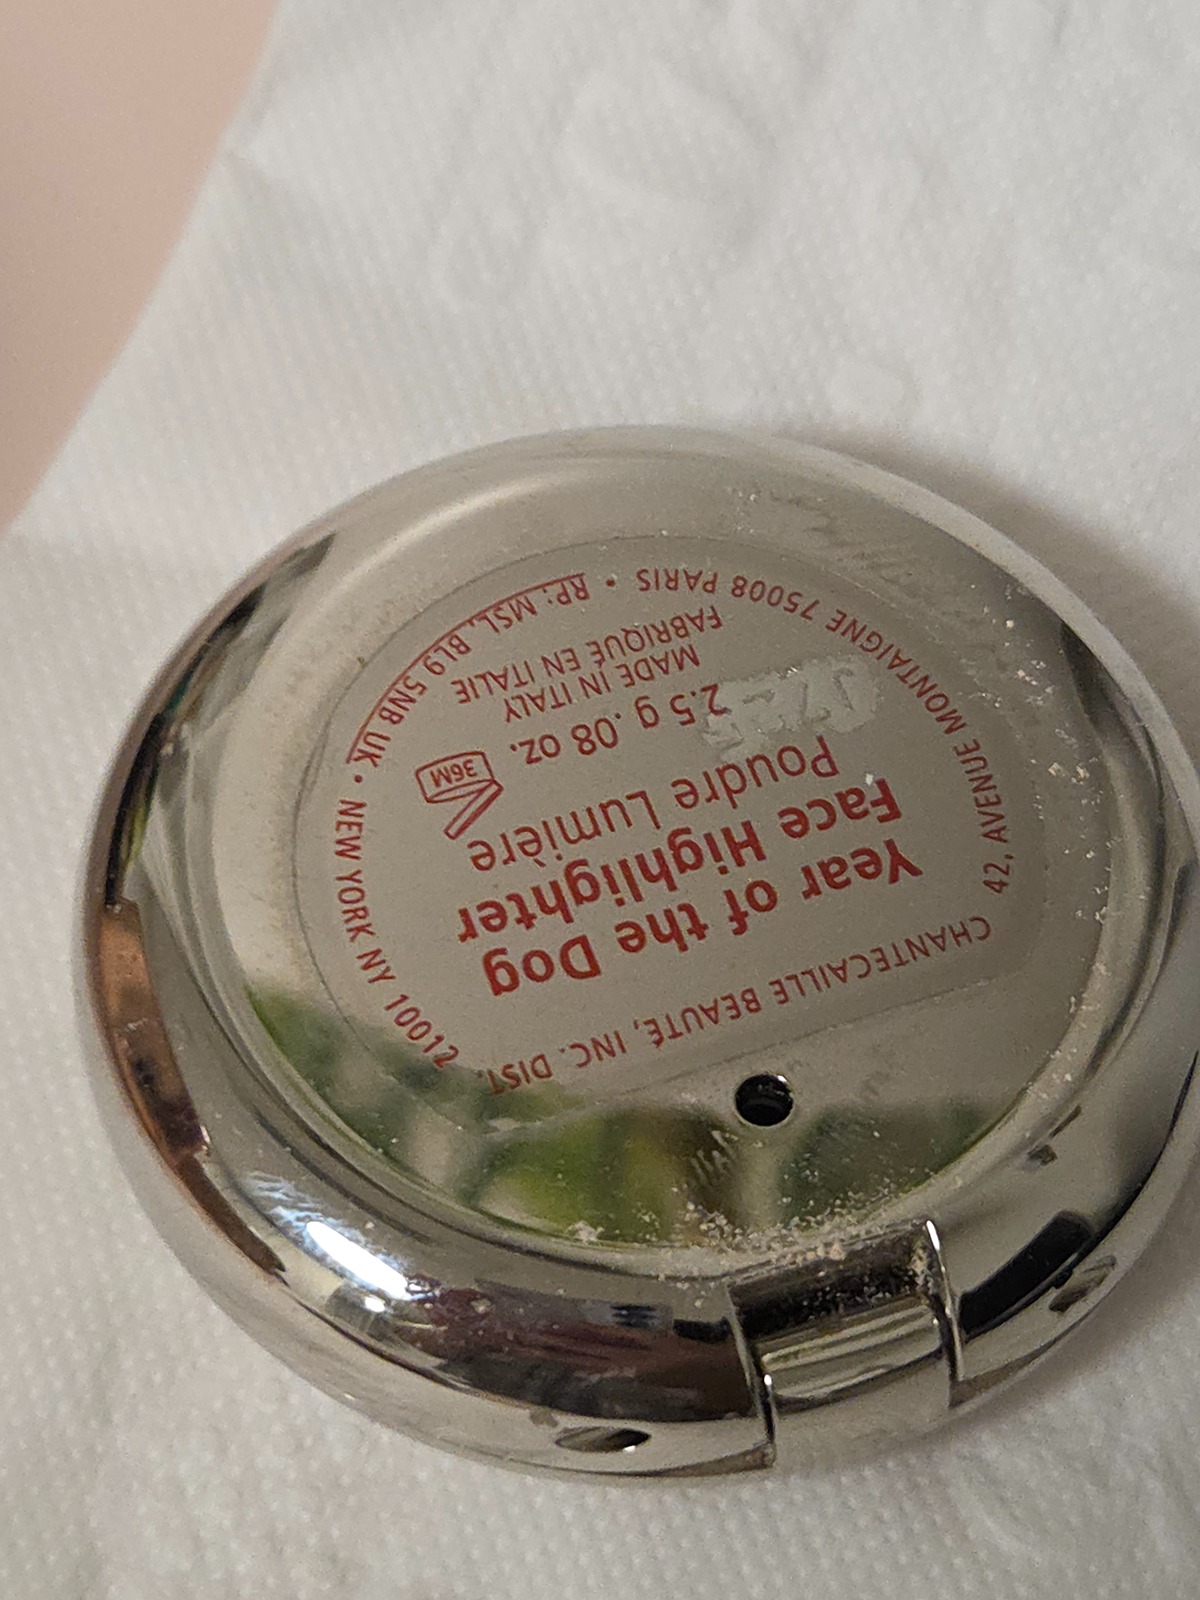 CHANTECAILLE BEAUTÉ, INC. DIST.
Year of the Dog
Face Highlighter
Poudre Lumière
36M
2.5 g .08 oz.
MADE IN ITALY
FABRIQUÉ EN ITALIE
42, AVENUE MONTAIGNE 75008 PARIS • RP: MSL, BL9 5NB UK • NEW YORK NY 10012